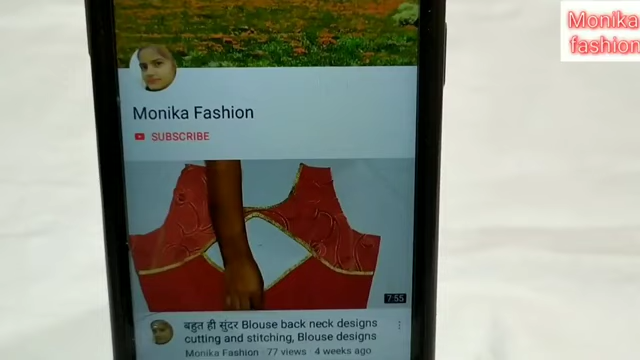 Monika
fashion
Monika Fashion
SUBSCRIBE
7:55
बहुत ही सुंदर Blouse back neck designs
cutting and stitching, Blouse designs
Monika Fashion · 77 views · 4 weeks ago